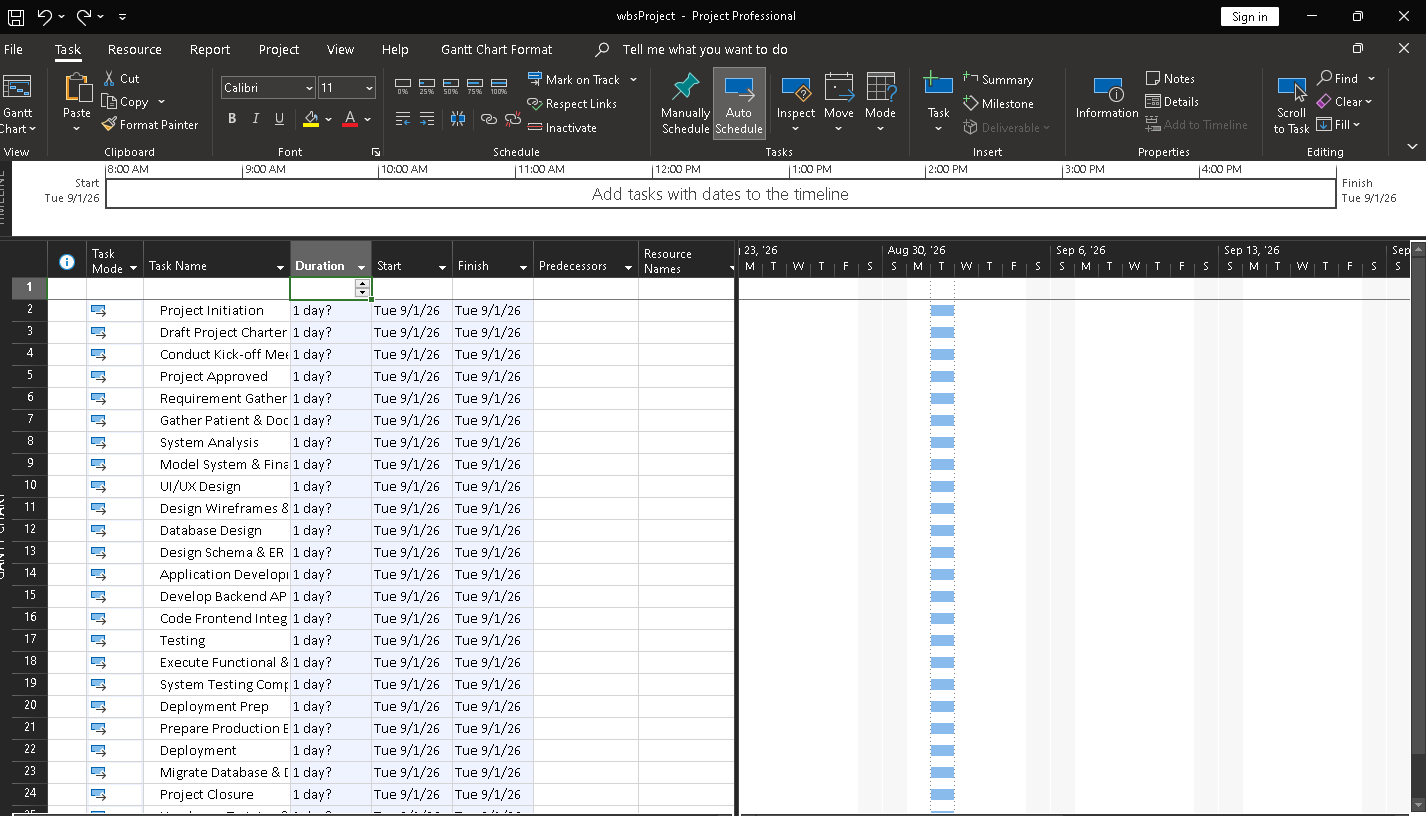 wbsProject - Project Professional
Sign in
File Task Resource Report Project View Help Gantt Chart Format Tell me what you want to do
Gantt Chart
View
Paste
Cut
Copy
Format Painter
Clipboard
Calibri 11
B I U A
Font
0% 25% 50% 75% 100%
Mark on Track
Respect Links
Inactivate
Schedule
Manually Schedule
Auto Schedule
Inspect
Move
Mode
Tasks
Task
Summary
Milestone
Deliverable
Insert
Information
Notes
Details
Add to Timeline
Properties
Scroll to Task
Find
Clear
Fill
Editing
8:00 AM 9:00 AM 10:00 AM 11:00 AM 12:00 PM 1:00 PM 2:00 PM 3:00 PM 4:00 PM
Start
Tue 9/1/26
Add tasks with dates to the timeline
Finish
Tue 9/1/26
Task Mode Task Name Duration Start Finish Predecessors Resource Names
23, '26 Aug 30, '26 Sep 6, '26 Sep 13, '26 Sep
M T W T F S S M T W T F S S M T W T F S S M T W T F S S
1
2 Project Initiation 1 day? Tue 9/1/26 Tue 9/1/26
3 Draft Project Charter 1 day? Tue 9/1/26 Tue 9/1/26
4 Conduct Kick-off 1 day? Tue 9/1/26 Tue 9/1/26
5 Project Approved 1 day? Tue 9/1/26 Tue 9/1/26
6 Requirement Gather 1 day? Tue 9/1/26 Tue 9/1/26
7 Gather Patient & Doc 1 day? Tue 9/1/26 Tue 9/1/26
8 System Analysis 1 day? Tue 9/1/26 Tue 9/1/26
9 Model System & Fina 1 day? Tue 9/1/26 Tue 9/1/26
10 UI/UX Design 1 day? Tue 9/1/26 Tue 9/1/26
11 Design Wireframes & 1 day? Tue 9/1/26 Tue 9/1/26
12 Database Design 1 day? Tue 9/1/26 Tue 9/1/26
13 Design Schema & ER 1 day? Tue 9/1/26 Tue 9/1/26
14 Application Develop 1 day? Tue 9/1/26 Tue 9/1/26
15 Develop Backend AP 1 day? Tue 9/1/26 Tue 9/1/26
16 Code Frontend Integ 1 day? Tue 9/1/26 Tue 9/1/26
17 Testing 1 day? Tue 9/1/26 Tue 9/1/26
18 Execute Functional & 1 day? Tue 9/1/26 Tue 9/1/26
19 System Testing Comp 1 day? Tue 9/1/26 Tue 9/1/26
20 Deployment Prep 1 day? Tue 9/1/26 Tue 9/1/26
21 Prepare Production 1 day? Tue 9/1/26 Tue 9/1/26
22 Deployment 1 day? Tue 9/1/26 Tue 9/1/26
23 Migrate Database & 1 day? Tue 9/1/26 Tue 9/1/26
24 Project Closure 1 day? Tue 9/1/26 Tue 9/1/26